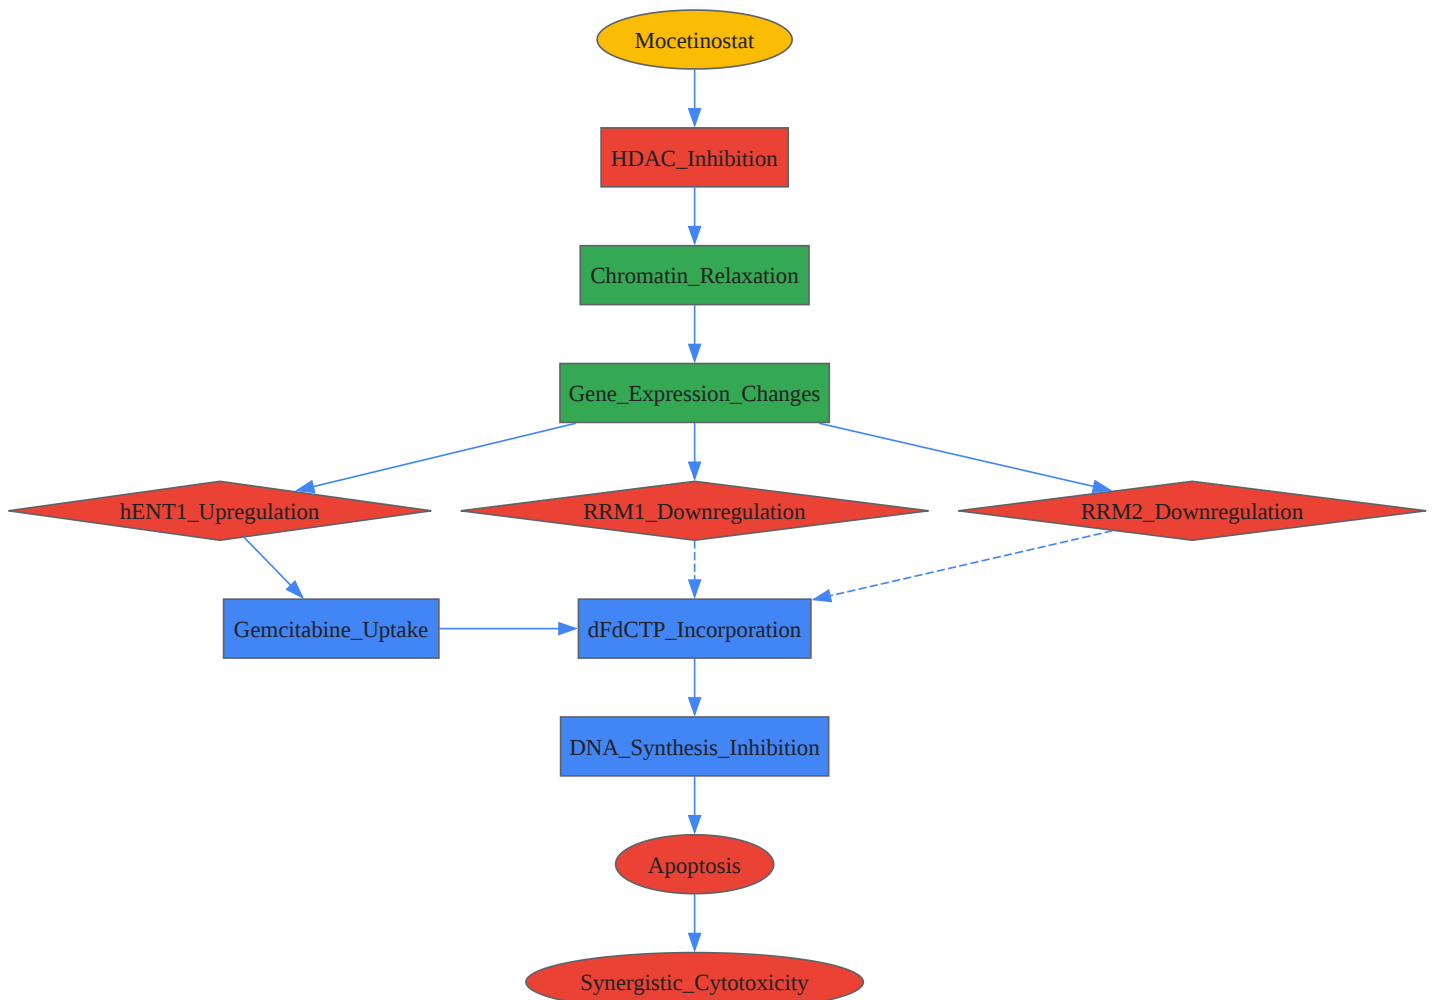 Mocetinostat
HDAC_Inhibition
Chromatin_Relaxation
Gene_Expression_Changes
hENT1_Upregulation
RRM1_Downregulation
RRM2_Downregulation
Gemcitabine_Uptake
dFdCTP_Incorporation
DNA_Synthesis_Inhibition
Apoptosis
Synergistic_Cytotoxicity